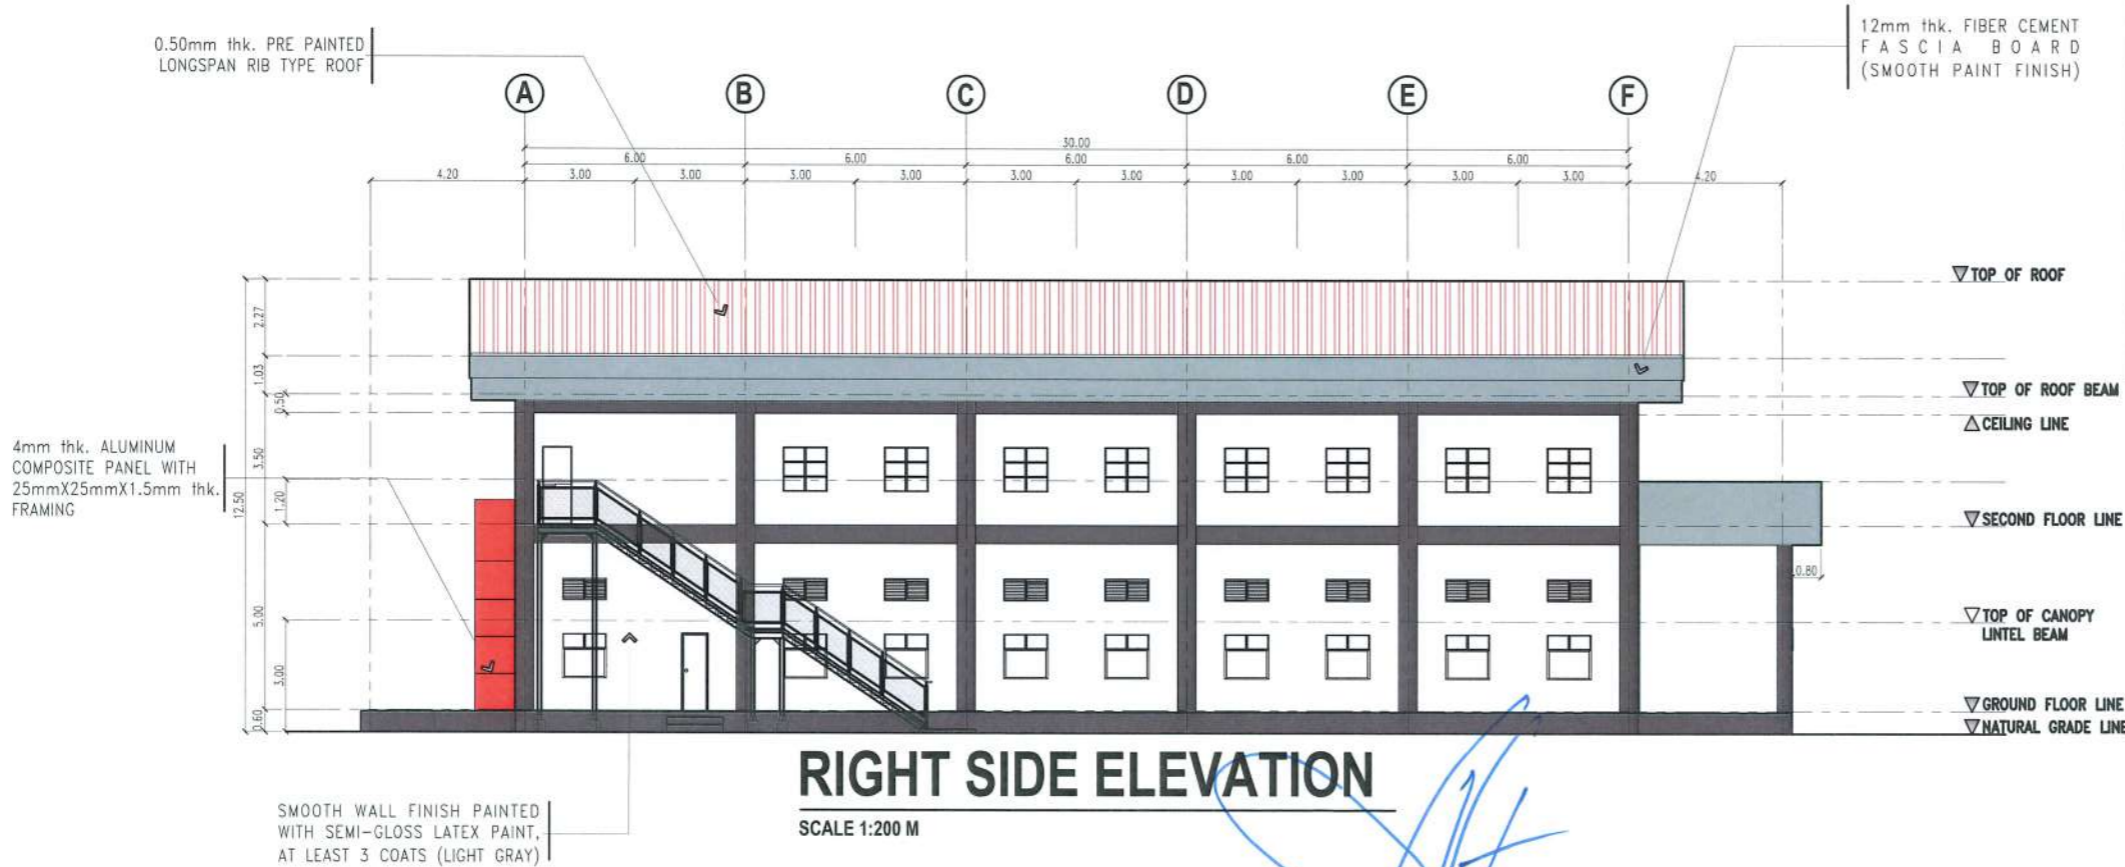 0.50mm thk. PRE PAINTED
LONGSPAN RIB TYPE ROOF
12mm thk. FIBER CEMENT
FASCIA BOARD
(SMOOTH PAINT FINISH)
A B C D E F
30.00
6.00 6.00 6.00 6.00 6.00
4.20 3.00 3.00 3.00 3.00 3.00 3.00 3.00 3.00 3.00 3.00 4.20
TOP OF ROOF
2.27
1.03
TOP OF ROOF BEAM
0.50
CEILING LINE
4mm thk. ALUMINUM
COMPOSITE PANEL WITH
25mmX25mmX1.5mm thk.
FRAMING
3.50
12.50
1.20
SECOND FLOOR LINE
0.80
5.00
TOP OF CANOPY
LINTEL BEAM
3.00
GROUND FLOOR LINE
0.60
NATURAL GRADE LINE
RIGHT SIDE ELEVATION
SCALE 1:200 M
SMOOTH WALL FINISH PAINTED
WITH SEMI-GLOSS LATEX PAINT,
AT LEAST 3 COATS (LIGHT GRAY)